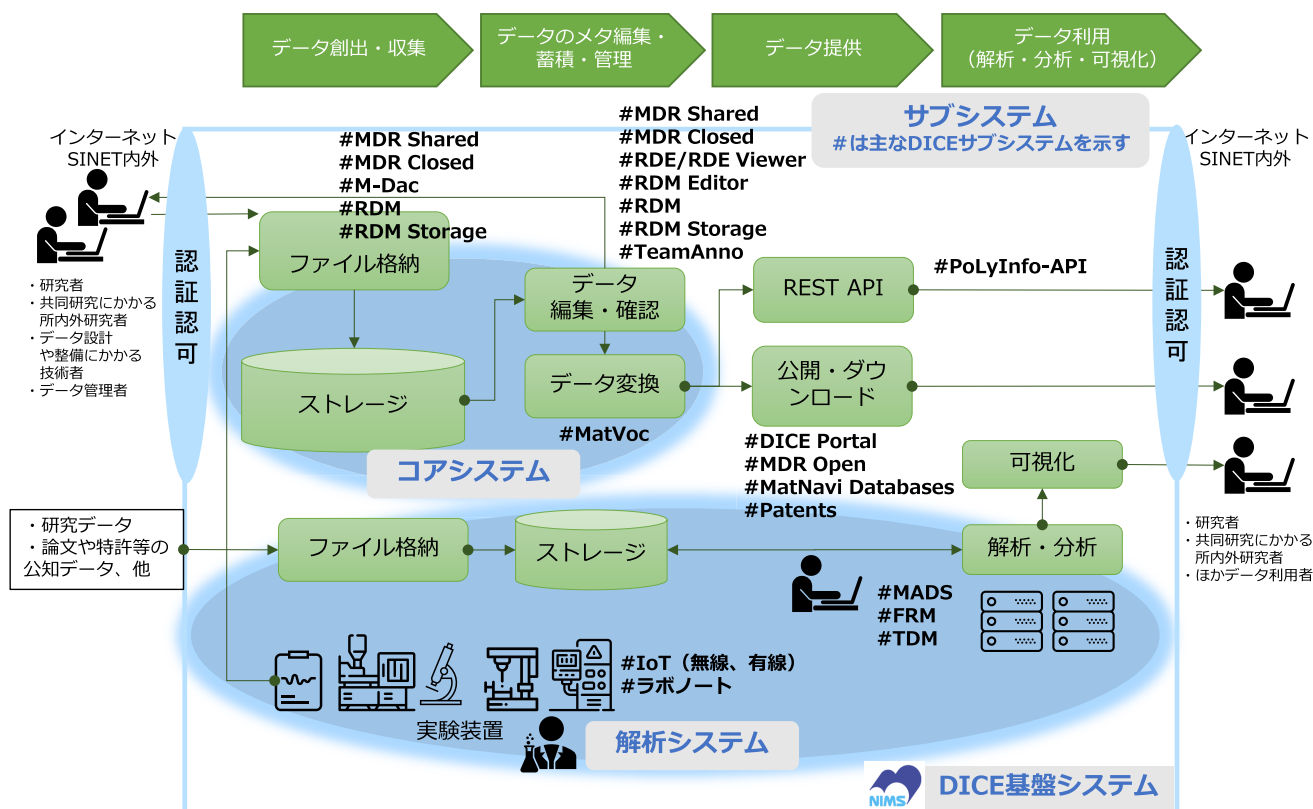 データ創出・収集
データのメタ編集・
蓄積・管理
データ提供
データ利用
（解析・分析・可視化）
サブシステム
#は主なDICEサブシステムを示す
インターネット
SINET内外
#MDR Shared
#MDR Closed
#M-Dac
#RDM
#RDM Storage
#MDR Shared
#MDR Closed
#RDE/RDE Viewer
#RDM Editor
#RDM
#RDM Storage
#TeamAnno
インターネット
SINET内外
認証認可
・研究者
・共同研究にかかる
所内外研究者
・データ設計
や整備にかかる
技術者
・データ管理者
ファイル格納
ストレージ
データ
編集・確認
データ変換
#MatVoc
コアシステム
REST API
#PoLyInfo-API
公開・ダウ
ンロード
#DICE Portal
#MDR Open
#MatNavi Databases
#Patents
認証認可
可視化
・研究データ
・論文や特許等の
公知データ、他
ファイル格納
ストレージ
解析・分析
・研究者
・共同研究にかかる
所内外研究者
・ほかデータ利用者
#MADS
#FRM
#TDM
#IoT（無線、有線）
#ラボノート
実験装置
解析システム
NIMS
DICE基盤システム